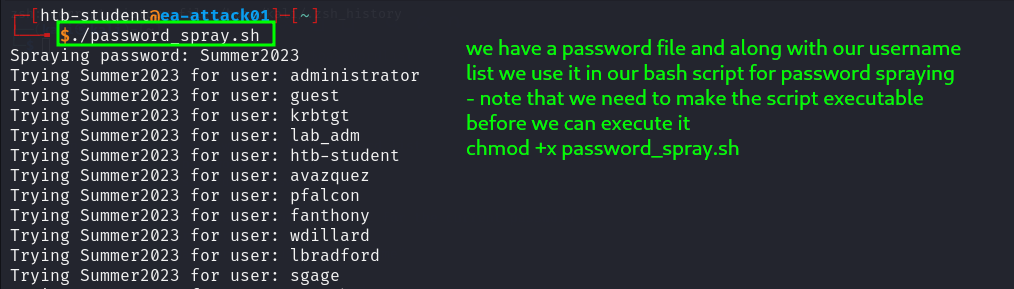 [htb-student@ea-attack01]-[~]
$./password_spray.sh
Spraying password: Summer2023
Trying Summer2023 for user: administrator
Trying Summer2023 for user: guest
Trying Summer2023 for user: krbtgt
Trying Summer2023 for user: lab_adm
Trying Summer2023 for user: htb-student
Trying Summer2023 for user: avazquez
Trying Summer2023 for user: pfalcon
Trying Summer2023 for user: fanthony
Trying Summer2023 for user: wdillard
Trying Summer2023 for user: lbradford
Trying Summer2023 for user: sgage
we have a password file and along with our username
list we use it in our bash script for password spraying
- note that we need to make the script executable
before we can execute it
chmod +x password_spray.sh